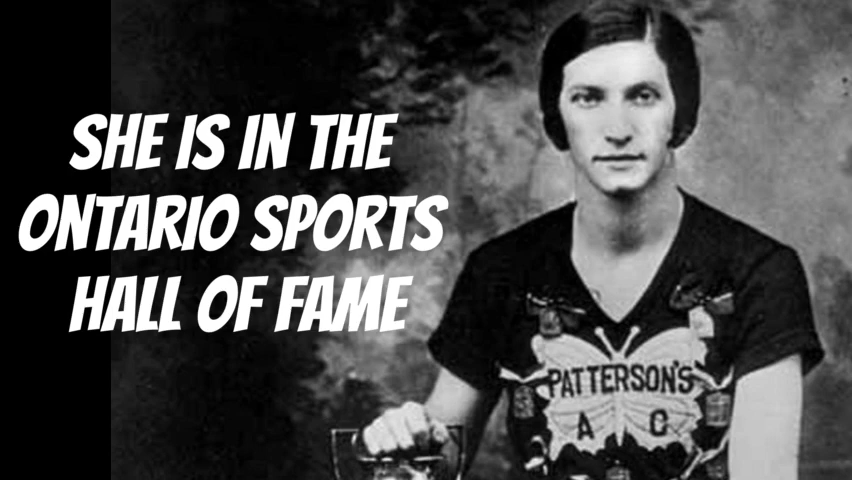 SHE IS IN THE
ONTARIO SPORTS
HALL OF FAME
PATTERSON'S
A C